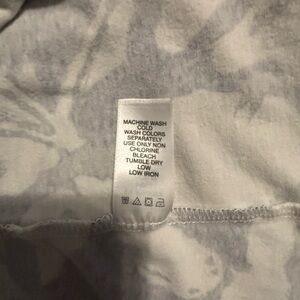 MACHINE WASH
COLD
WASH COLORS
SEPARATELY
USE ONLY NON
CHLORINE
BLEACH
TUMBLE DRY
LOW
LOW IRON